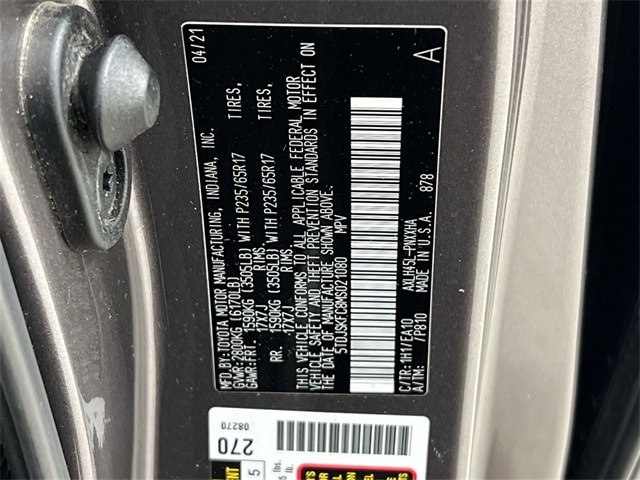 MFD.BY:TOYOTA MOTOR MANUFACTURING, INDIANA, INC. 04/21
GVWR:2800KG (6170LB)
GAWR:FRT. 1590KG (3505LB) WITH P235/65R17 TIRES,
17X7J RIMS.
RR. 1590KG (3505LB) WITH P235/65R17 TIRES,
17X7J RIMS.
THIS VEHICLE CONFORMS TO ALL APPLICABLE FEDERAL MOTOR
VEHICLE SAFETY AND THEFT PREVENTION STANDARDS IN EFFECT ON
THE DATE OF MANUFACTURE SHOWN ABOVE.
5TDJSKFC8MS021080 MPV
A
C/TR:1H1/EA10 AXLH45L-PNXXHA
A/TM: /P810 MADE IN U.S.A. 878
08270
270
5